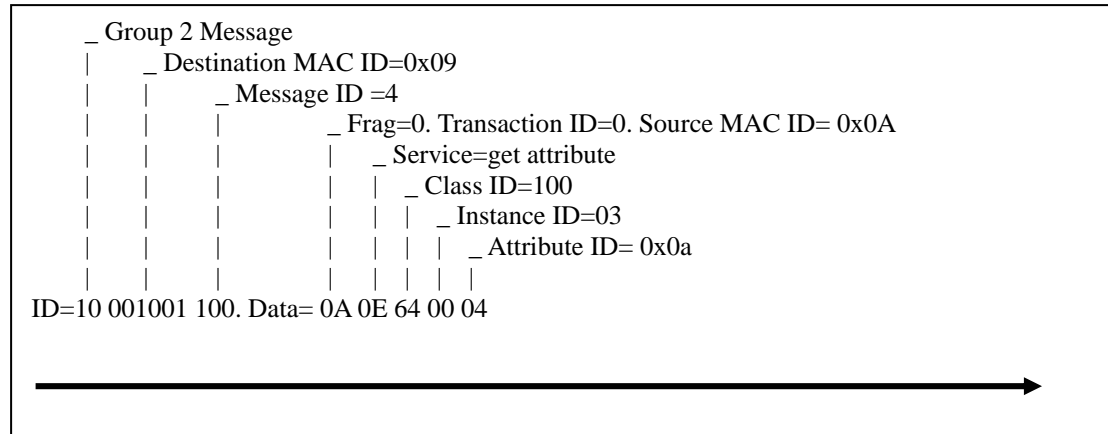 _ Group 2 Message
| _ Destination MAC ID=0x09
| | _ Message ID =4
| | | _ Frag=0. Transaction ID=0. Source MAC ID= 0x0A
| | | | _ Service=get attribute
| | | | | _ Class ID=100
| | | | | | _ Instance ID=03
| | | | | | | _ Attribute ID= 0x0a
| | | | | | | |
ID=10 001001 100. Data= 0A 0E 64 00 04